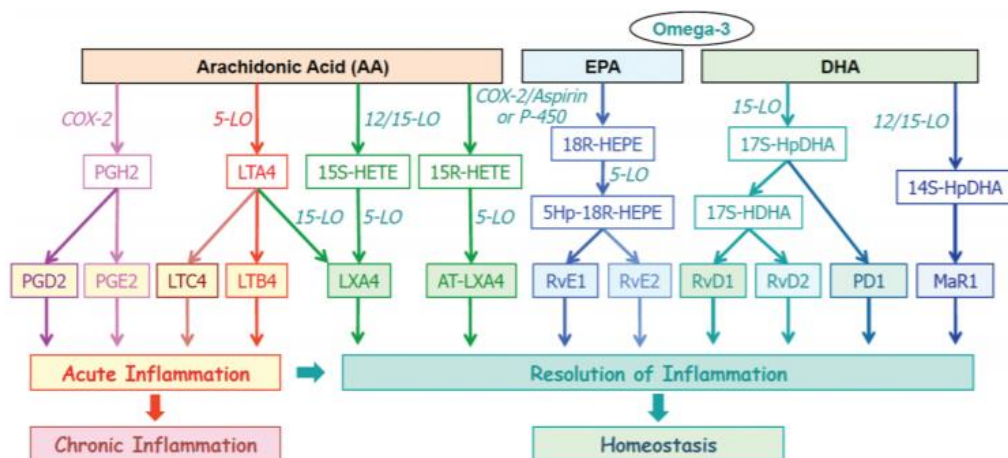 Omega-3
Arachidonic Acid (AA)
EPA
DHA
COX-2
5-LO
12/15-LO
COX-2/Aspirin
or P-450
15-LO
12/15-LO
PGH2
LTA4
15S-HETE
15R-HETE
18R-HEPE
17S-HpDHA
14S-HpDHA
15-LO
5-LO
5-LO
5-LO
5Hp-18R-HEPE
17S-HDHA
PGD2
PGE2
LTC4
LTB4
LXA4
AT-LXA4
RvE1
RvE2
RvD1
RvD2
PD1
MaR1
Acute Inflammation
Resolution of Inflammation
Chronic Inflammation
Homeostasis